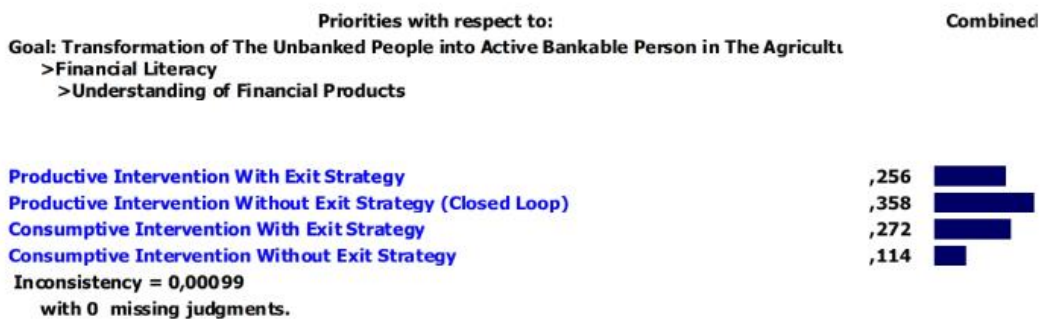 Priorities with respect to: Combined
Goal: Transformation of The Unbanked People into Active Bankable Person in The Agricultu
>Financial Literacy
>Understanding of Financial Products
Productive Intervention With Exit Strategy ,256
Productive Intervention Without Exit Strategy (Closed Loop) ,358
Consumptive Intervention With Exit Strategy ,272
Consumptive Intervention Without Exit Strategy ,114
Inconsistency = 0,00099
with 0 missing judgments.